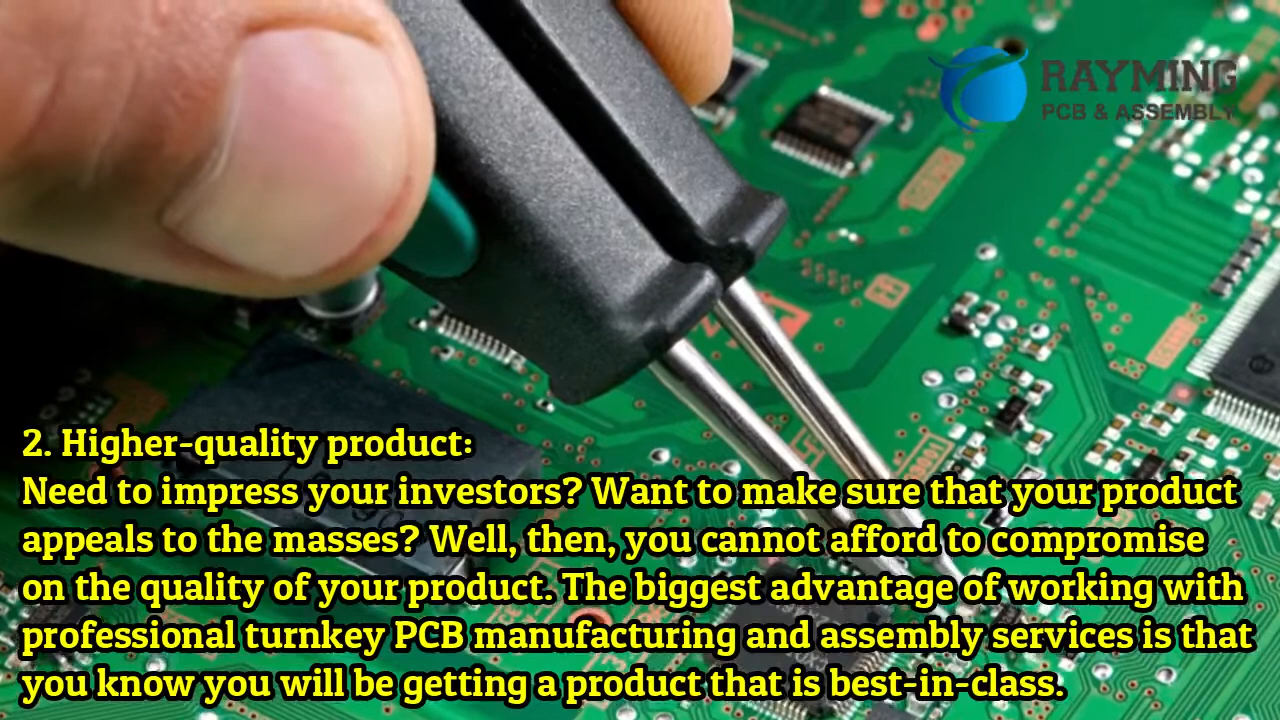 RAYMING
PCB & ASSEMBLY
2. Higher-quality product:
Need to impress your investors? Want to make sure that your product
appeals to the masses? Well, then, you cannot afford to compromise
on the quality of your product. The biggest advantage of working with
professional turnkey PCB manufacturing and assembly services is that
you know you will be getting a product that is best-in-class.